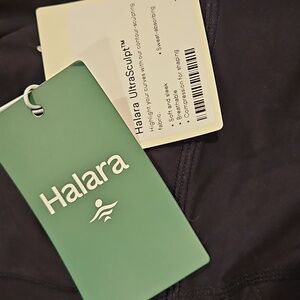 Halara
Halara UltraSculpt™
Highlight your curves with our contour-sculpting
fabric.
• Soft and sleek
• Breathable
• Compression for shaping
• Sweat-absorbing